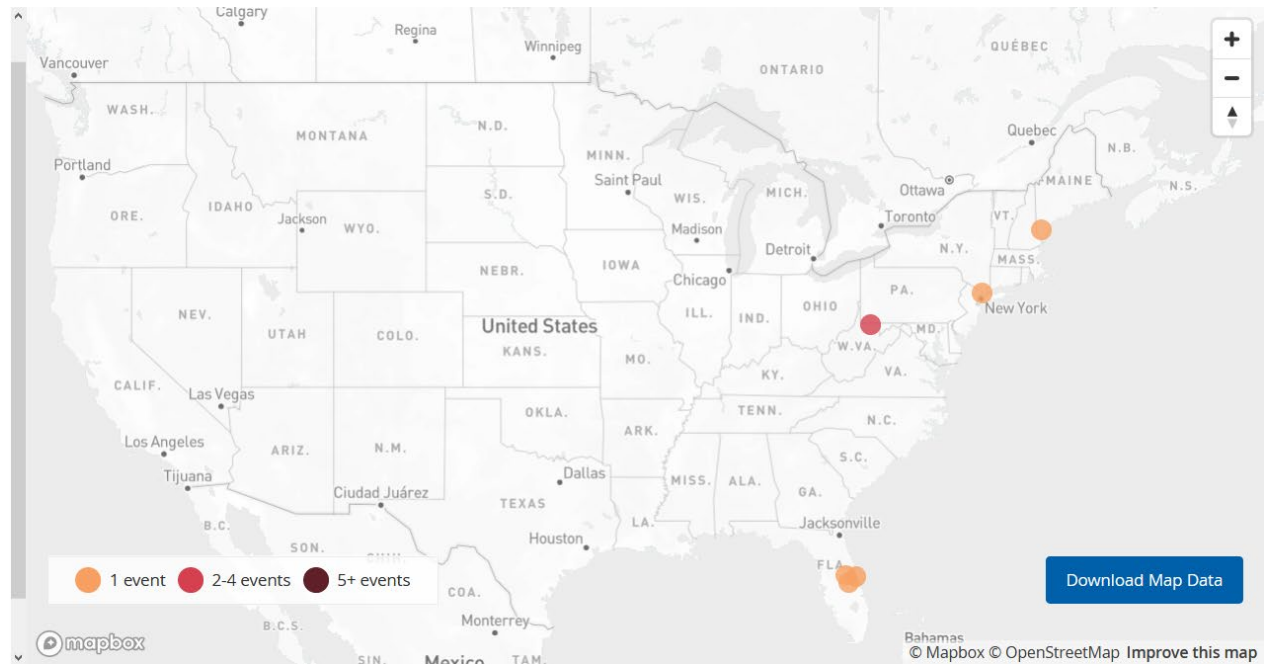 Calgary
Regina
Winnipeg
Vancouver
QUÉBEC
ONTARIO
WASH.
MONTANA
N.D.
Quebec
N.B.
Portland
MINN.
Saint Paul
Ottawa
MAINE
N.S.
ORE.
IDAHO
Jackson
WYO.
S.D.
WIS.
MICH.
Toronto
VT.
Madison
Detroit
N.Y.
MASS.
NEBR.
IOWA
Chicago
PA.
New York
NEV.
UTAH
COLO.
United States
KANS.
ILL.
IND.
OHIO
MD.
W.VA.
VA.
MO.
KY.
CALIF.
Las Vegas
OKLA.
TENN.
N.C.
ARK.
Los Angeles
ARIZ.
N.M.
S.C.
Tijuana
Dallas
MISS.
ALA.
GA.
Ciudad Juárez
TEXAS
LA.
Jacksonville
B.C.
Houston
SON.
FLA.
1 event
2-4 events
5+ events
COA.
Download Map Data
B.C.S.
Monterrey
mapbox
Bahamas
SIN.
Mexico
TAM.
© Mapbox © OpenStreetMap Improve this map